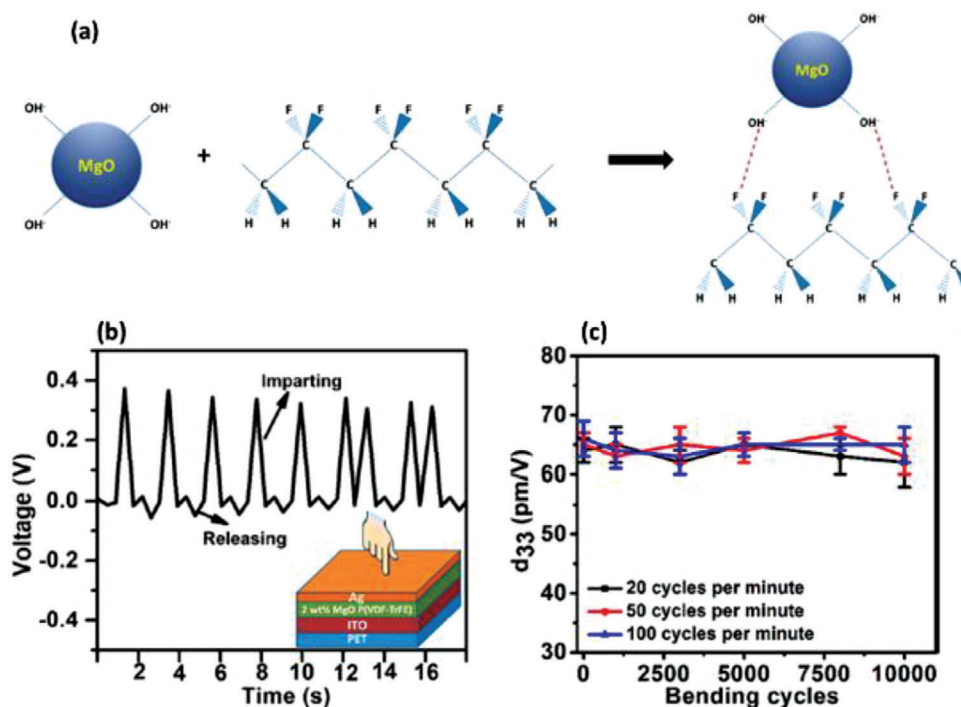 (a)
OH⁻ OH⁻
MgO
OH⁻ OH⁻
+
F F F F F F
C C C
C C C C
H H H H H H H H
OH⁻ OH⁻
MgO
OH⁻ OH⁻
F F F F F F
C C C
C C C C
H H H H H H H
(b)
Voltage (V)
0.4
0.2
0.0
-0.2
-0.4
Imparting
Releasing
Ag
2 wt% MgO P(VDF-TrFE)
ITO
PET
2 4 6 8 10 12 14 16
Time (s)
(c)
d33 (pm/V)
80
70
60
50
40
30
20 cycles per minute
50 cycles per minute
100 cycles per minute
0 2500 5000 7500 10000
Bending cycles